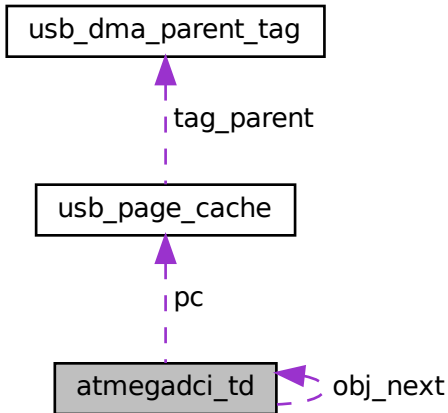 usb_dma_parent_tag
tag_parent
usb_page_cache
pc
atmegadci_td
obj_next